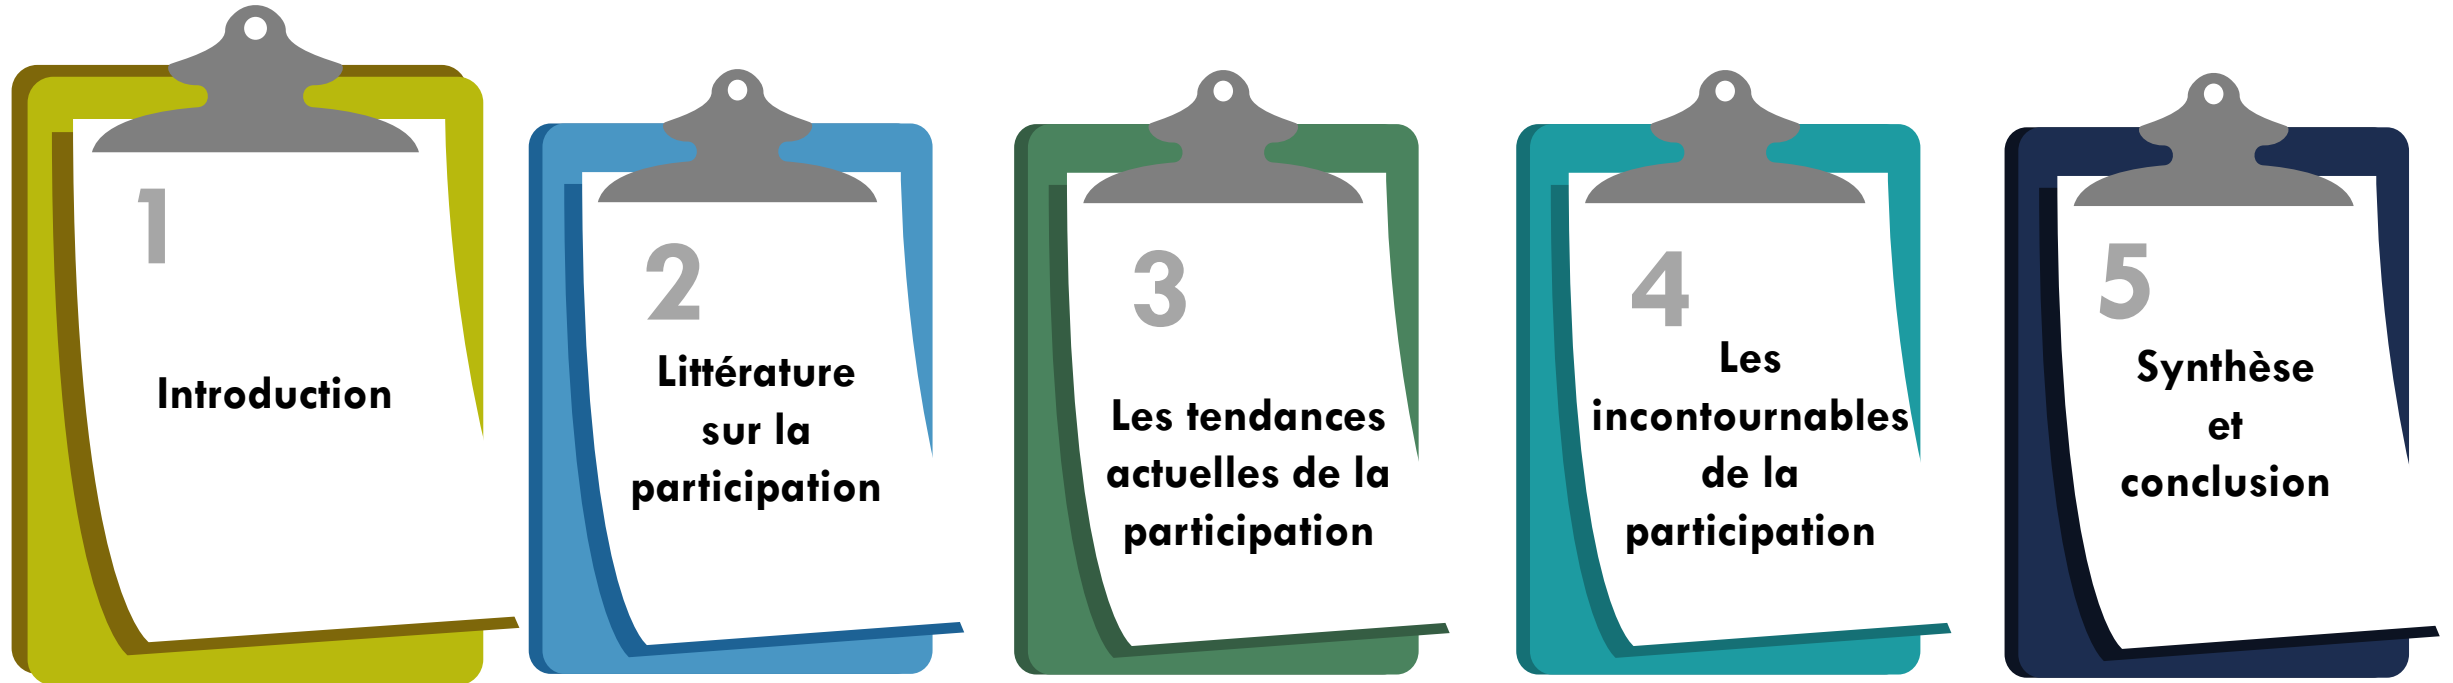 1
Introduction
2
Littérature
sur la
participation
3
Les tendances
actuelles de la
participation
4
Les
incontournables
de la
participation
5
Synthèse
et
conclusion